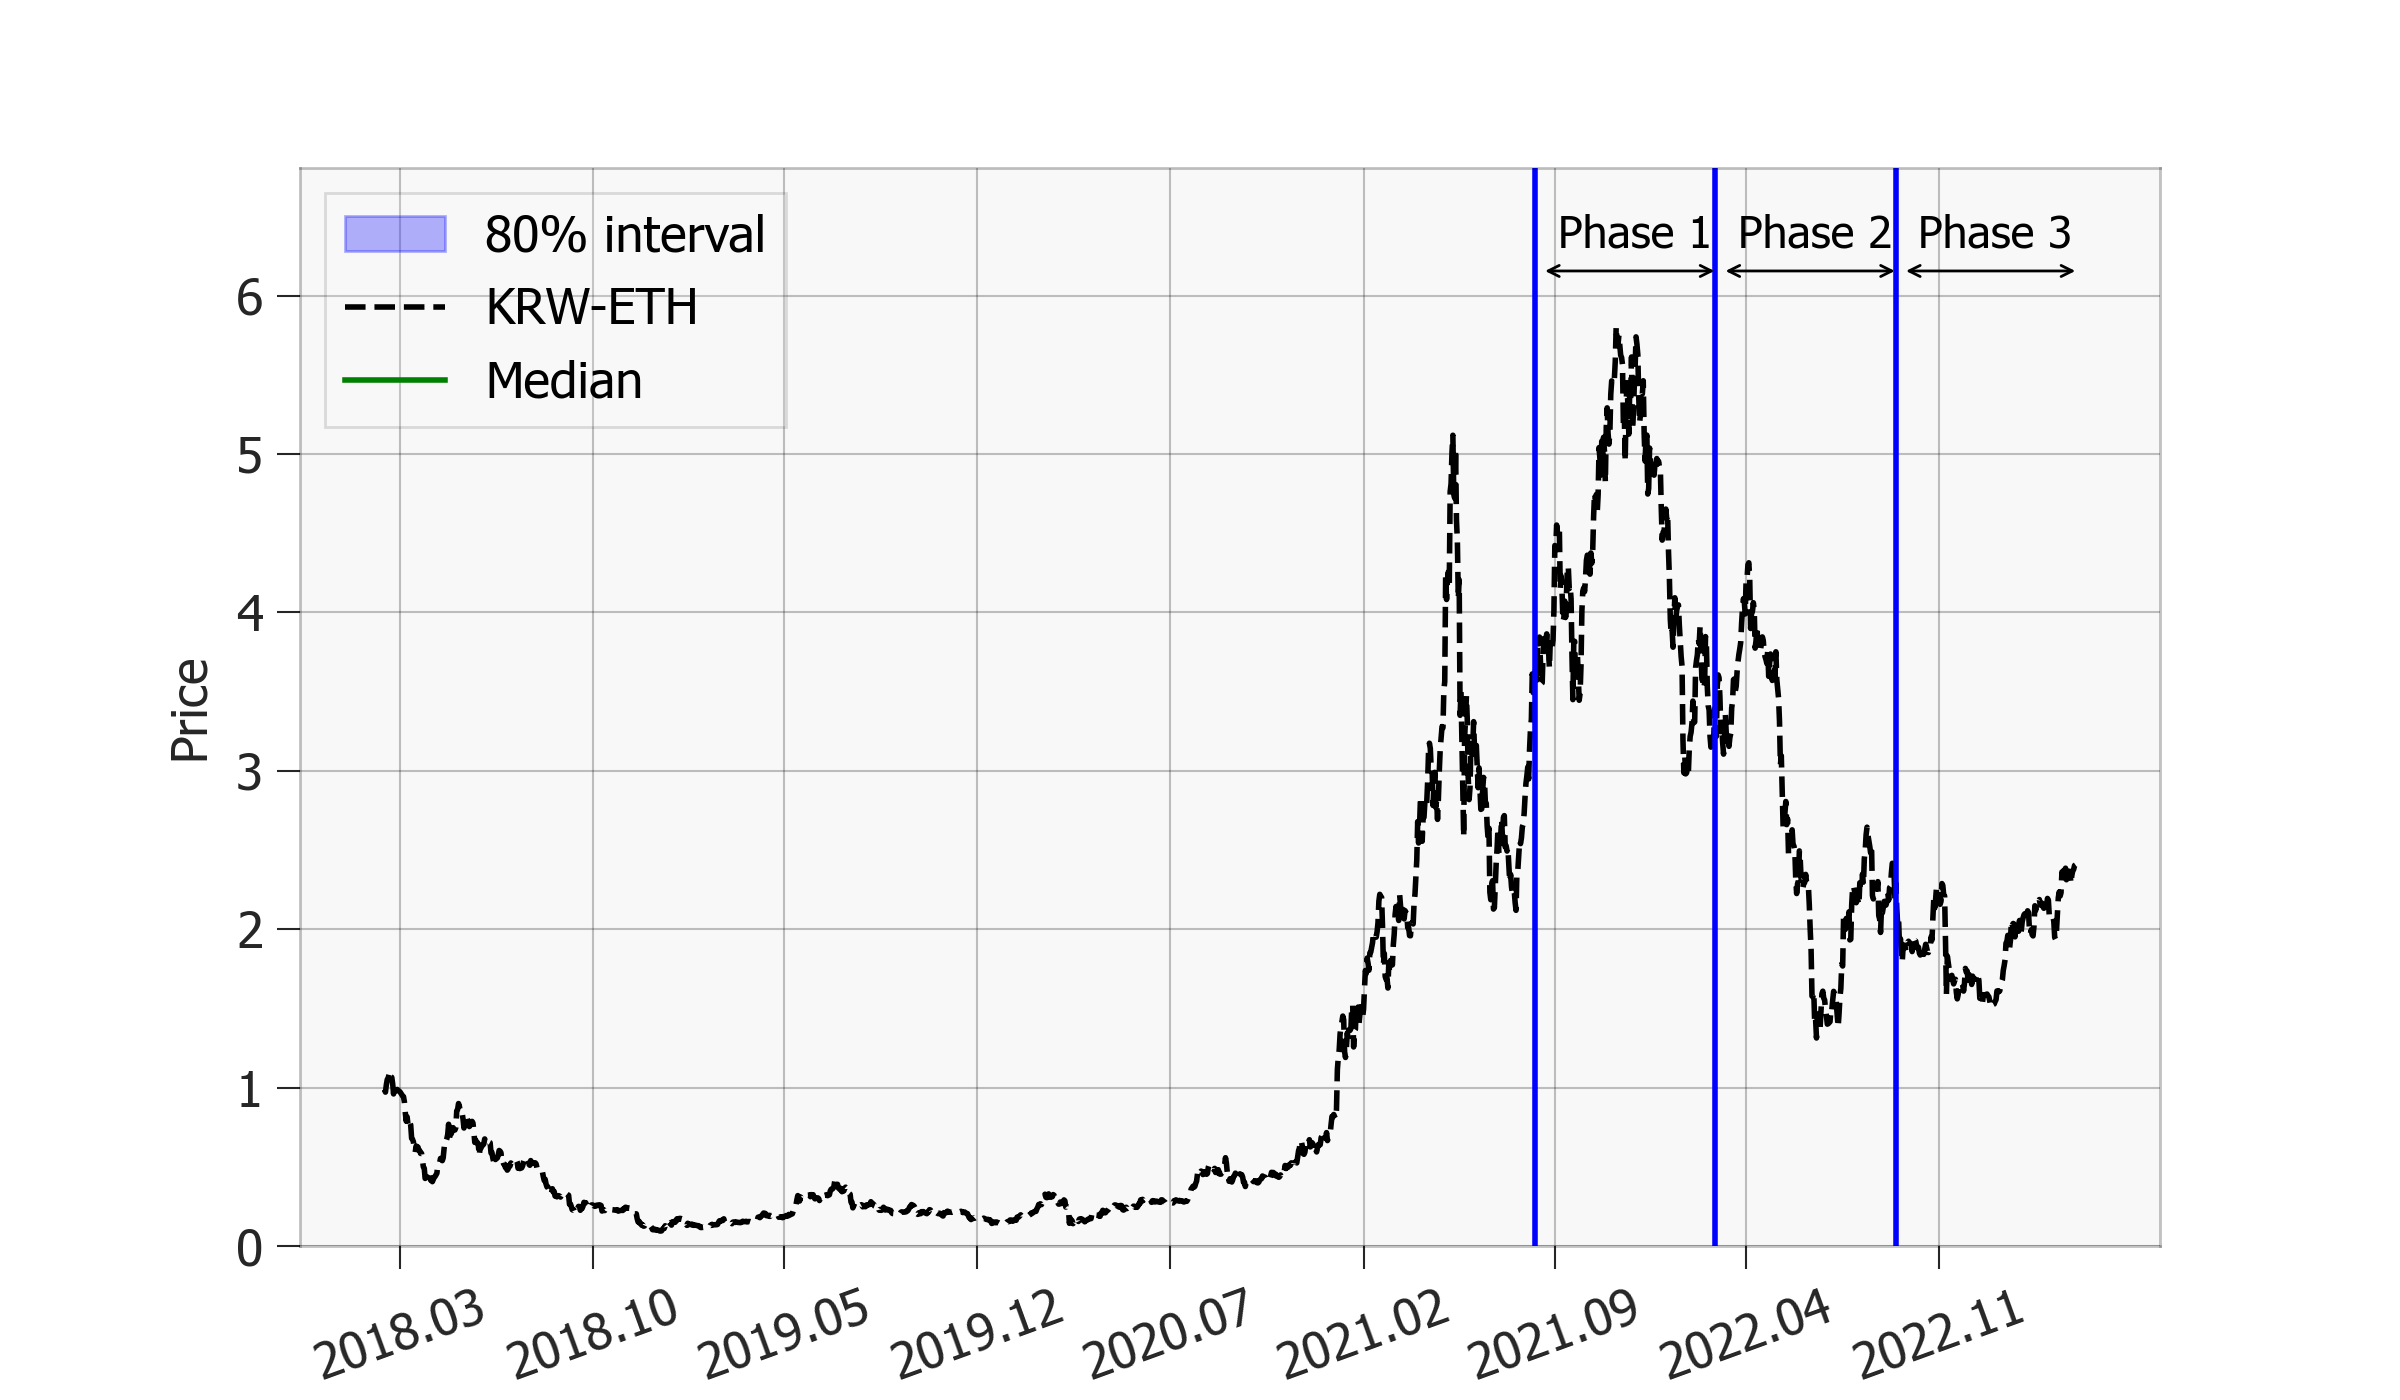 80% interval
KRW-ETH
Median
Phase 1
Phase 2
Phase 3
Price
6
5
4
3
2
1
0
2018.03
2018.10
2019.05
2019.12
2020.07
2021.02
2021.09
2022.04
2022.11